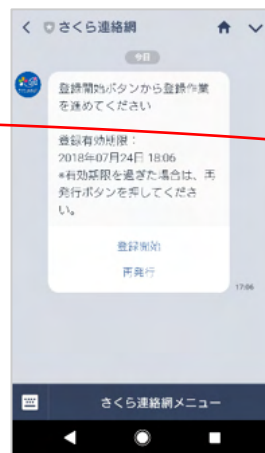 さくら連絡網
今日
登録開始ボタンから登録作業
を進めてください
登録有効期限：
2018年07月24日 18:06
*有効期限を過ぎた場合は、再
発行ボタンを押してくださ
い。
登録開始
再発行
17:06
さくら連絡網メニュー